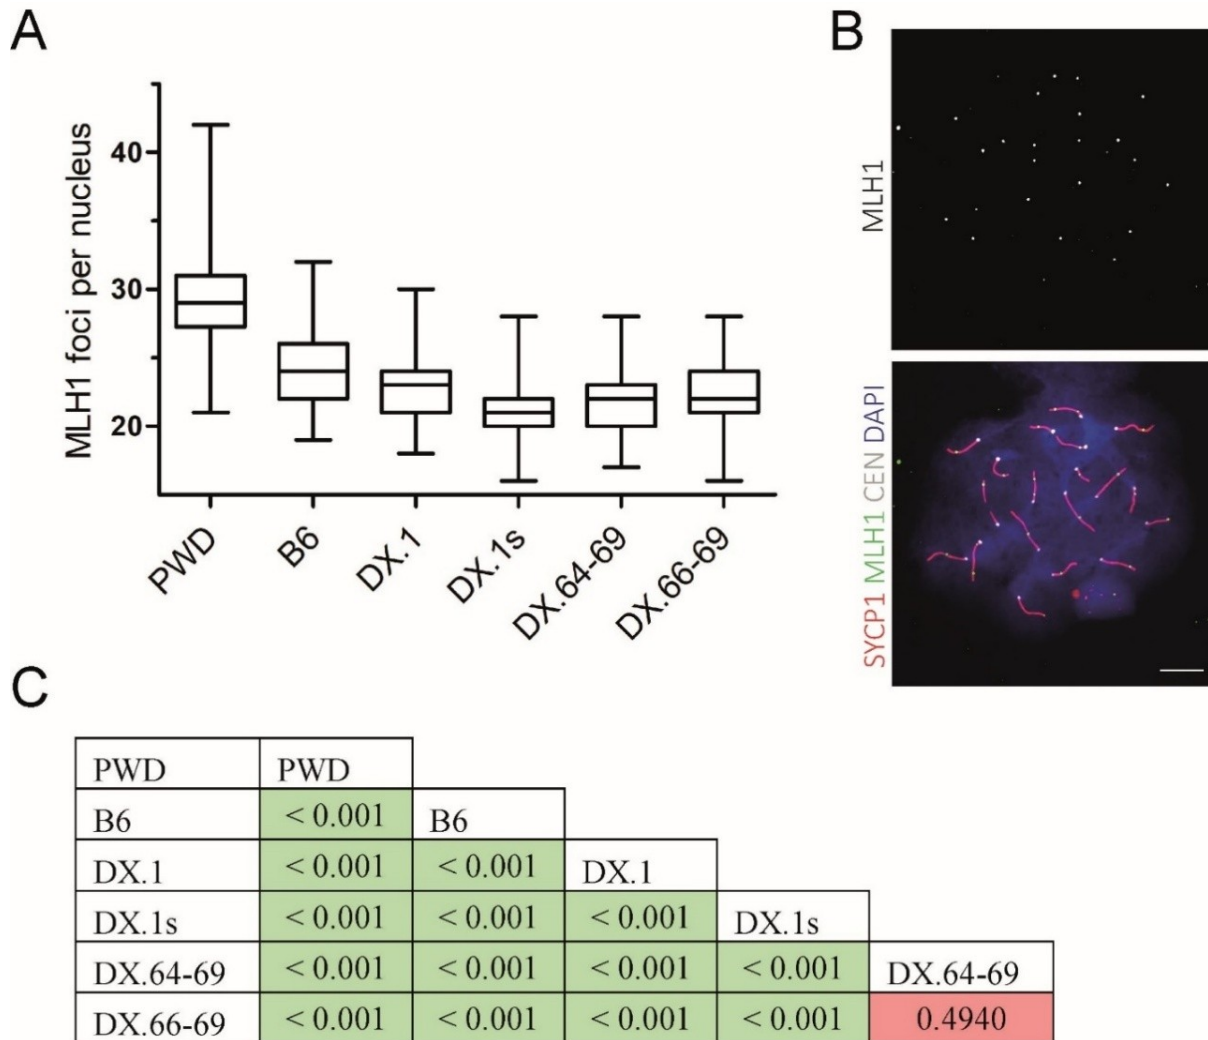 A
MLH1 foci per nucleus
40
30
20
PWD
B6
DX.1
DX.1s
DX.64-69
DX.66-69
B
MLH1
SYCP1 MLH1 CEN DAPI
C
PWD PWD
B6 < 0.001 B6
DX.1 < 0.001 < 0.001 DX.1
DX.1s < 0.001 < 0.001 < 0.001 DX.1s
DX.64-69 < 0.001 < 0.001 < 0.001 < 0.001 DX.64-69
DX.66-69 < 0.001 < 0.001 < 0.001 < 0.001 0.4940